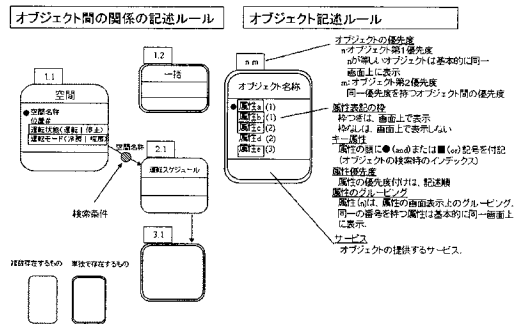 オブジェクト間の関係の記述ルール
オブジェクト記述ルール
1.1
空間
●空間名称
位置#
運転状態(運転|停止)
運転モード(冷房|
1.2
一括
空間名称
検索条件
2.1
運転スケジュール
3.1
複数存在するもの
単独で存在するもの
n.m
オブジェクト名称
●属性a (1)
属性b (1)
属性c (2)
属性d (2)
属性e (3)
オブジェクトの優先度
n:オブジェクト第1優先度
nが等しいオブジェクトは基本的に同一
画面上に表示
m:オブジェクト第2優先度
同一優先度を持つオブジェクト間の優先度
属性表記の枠
枠つきは、画面上で表示
枠なしは、画面上で表示しない
キー属性
属性の頭に●(and)または■(or)記号を付記
(オブジェクトの検索時のインデックス)
属性優先度
属性の優先度付けは、記述順
属性のグルーピング
属性(n)は、属性の画面表示上のグルーピング.
同一の番号を持つ属性は基本的に同一画面上
に表示.
サービス
オブジェクトの提供するサービス.